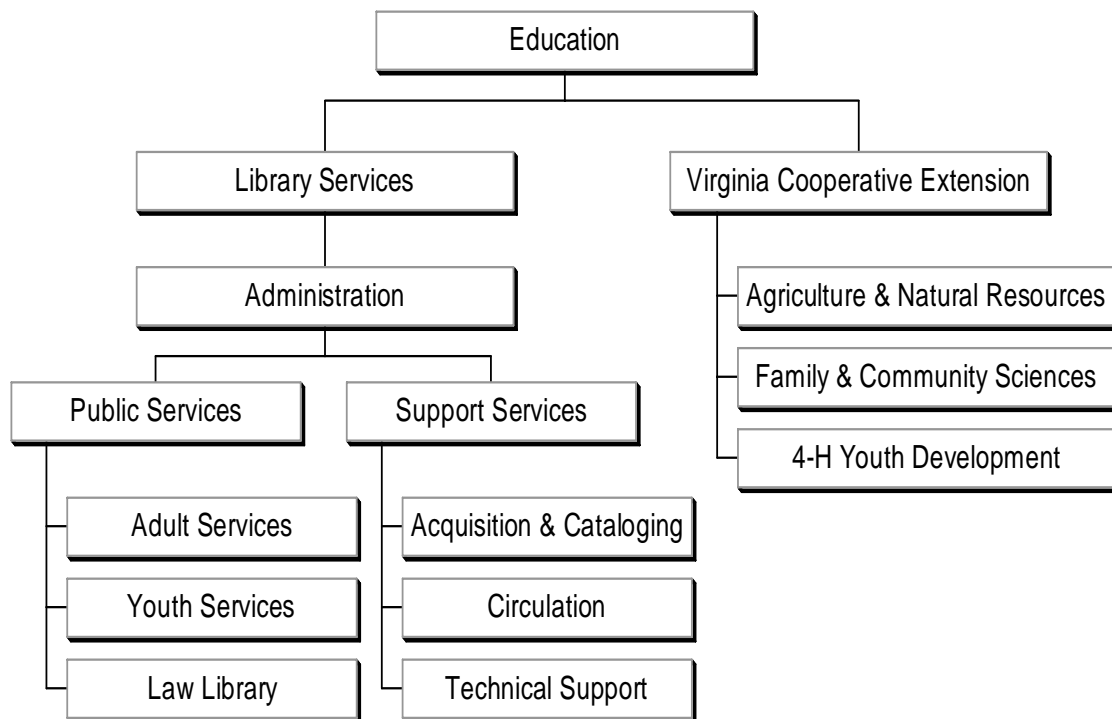 Education
Library Services
Virginia Cooperative Extension
Administration
Agriculture & Natural Resources
Family & Community Sciences
4-H Youth Development
Public Services
Support Services
Adult Services
Acquisition & Cataloging
Youth Services
Circulation
Law Library
Technical Support